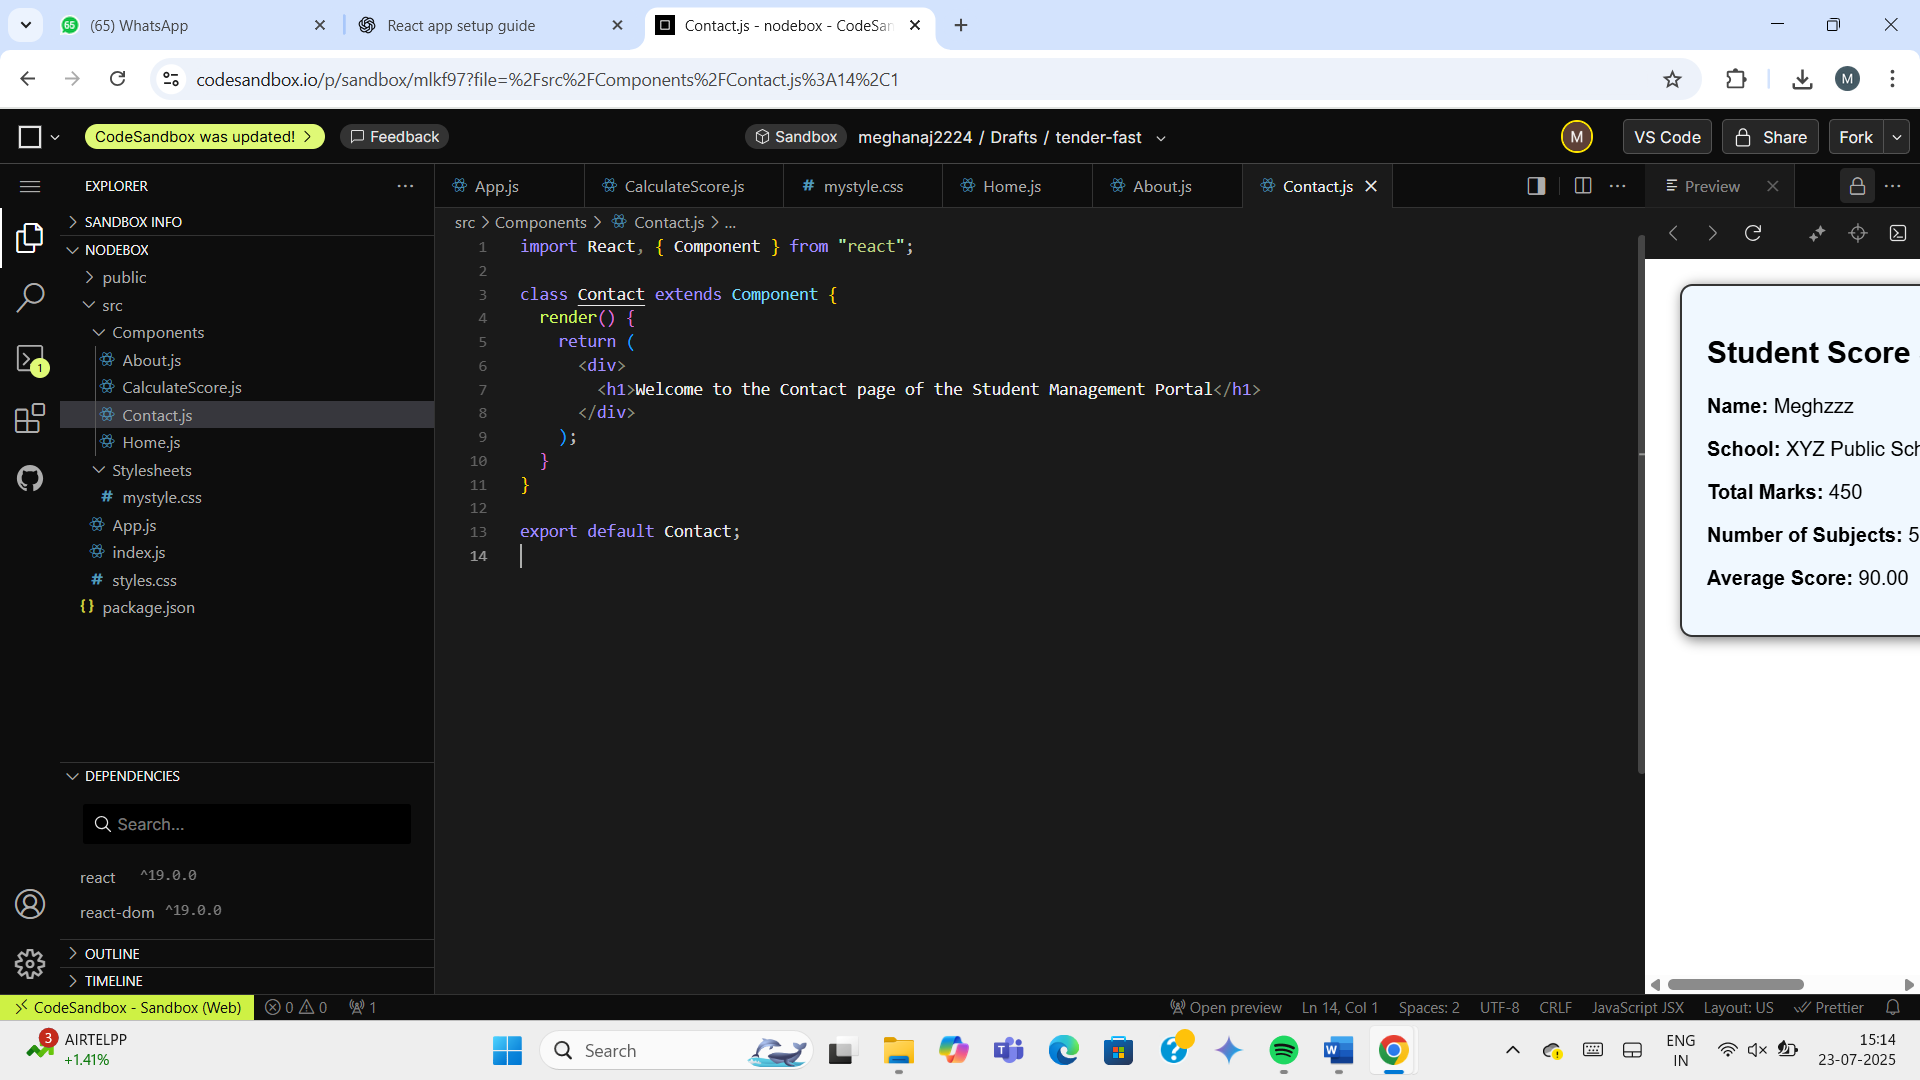 (65) WhatsApp
React app setup guide
Contact.js - nodebox - CodeSan
codesandbox.io/p/sandbox/mlkf97?file=%2Fsrc%2FComponents%2FContact.js%3A14%2C1
M
CodeSandbox was updated!
Feedback
Sandbox
meghanaj2224 / Drafts / tender-fast
M
VS Code
Share
Fork
EXPLORER
App.js
CalculateScore.js
# mystyle.css
Home.js
About.js
Contact.js
Preview
SANDBOX INFO
NODEBOX
public
src
Components
About.js
CalculateScore.js
Contact.js
Home.js
Stylesheets
# mystyle.css
App.js
index.js
# styles.css
{} package.json
1
DEPENDENCIES
Search...
react ^19.0.0
react-dom ^19.0.0
OUTLINE
TIMELINE
src > Components > Contact.js > ...
1 import React, { Component } from "react";
2
3 class Contact extends Component {
4 render() {
5 return (
6 <div>
7 <h1>Welcome to the Contact page of the Student Management Portal</h1>
8 </div>
9 );
10 }
11 }
12
13 export default Contact;
14
Student Score
Name: Meghzzz
School: XYZ Public Sch
Total Marks: 450
Number of Subjects: 5
Average Score: 90.00
CodeSandbox - Sandbox (Web)
0 0
1
Open preview
Ln 14, Col 1
Spaces: 2
UTF-8
CRLF
JavaScript JSX
Layout: US
Prettier
3
AIRTELPP
+1.41%
Search
ENG
IN
15:14
23-07-2025